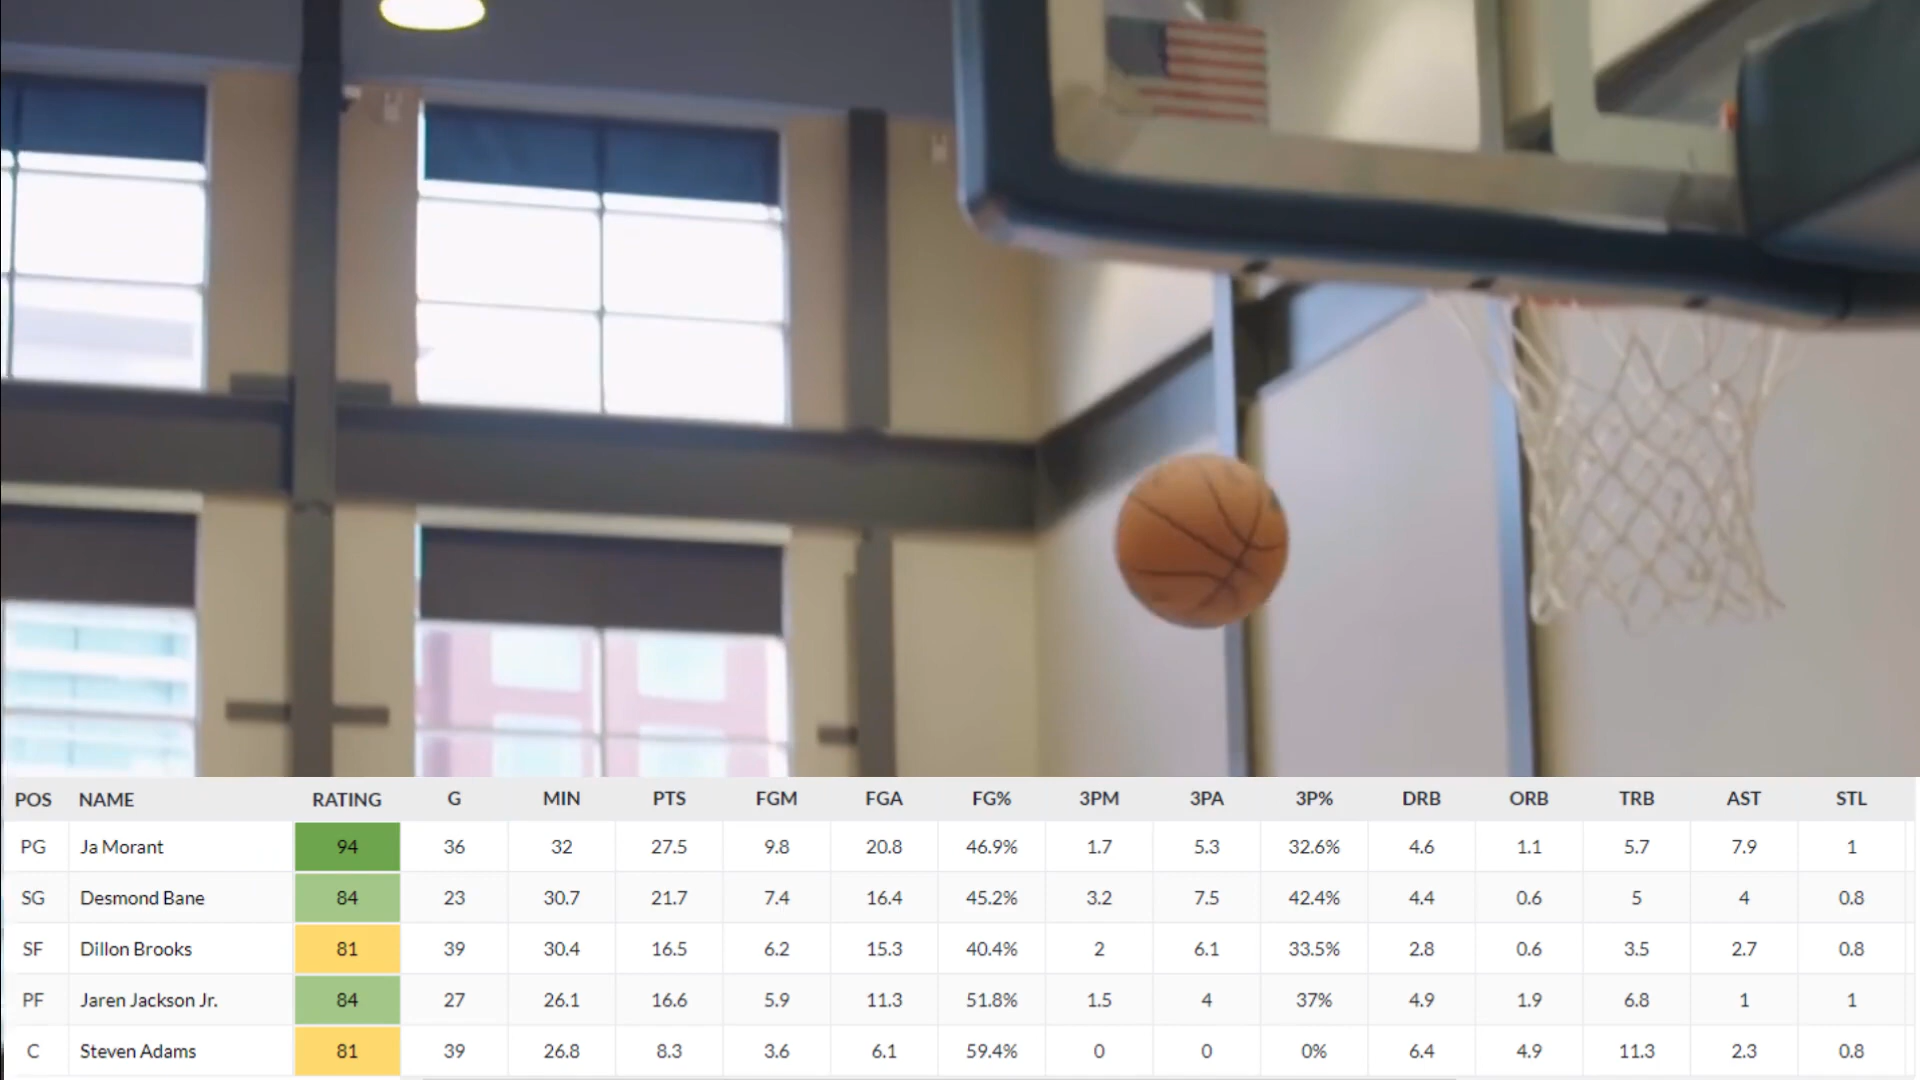 POS NAME RATING G MIN PTS FGM FGA FG% 3PM 3PA 3P% DRB ORB TRB AST STL
PG Ja Morant 94 36 32 27.5 9.8 20.8 46.9% 1.7 5.3 32.6% 4.6 1.1 5.7 7.9 1
SG Desmond Bane 84 23 30.7 21.7 7.4 16.4 45.2% 3.2 7.5 42.4% 4.4 0.6 5 4 0.8
SF Dillon Brooks 81 39 30.4 16.5 6.2 15.3 40.4% 2 6.1 33.5% 2.8 0.6 3.5 2.7 0.8
PF Jaren Jackson Jr. 84 27 26.1 16.6 5.9 11.3 51.8% 1.5 4 37% 4.9 1.9 6.8 1 1
C Steven Adams 81 39 26.8 8.3 3.6 6.1 59.4% 0 0 0% 6.4 4.9 11.3 2.3 0.8